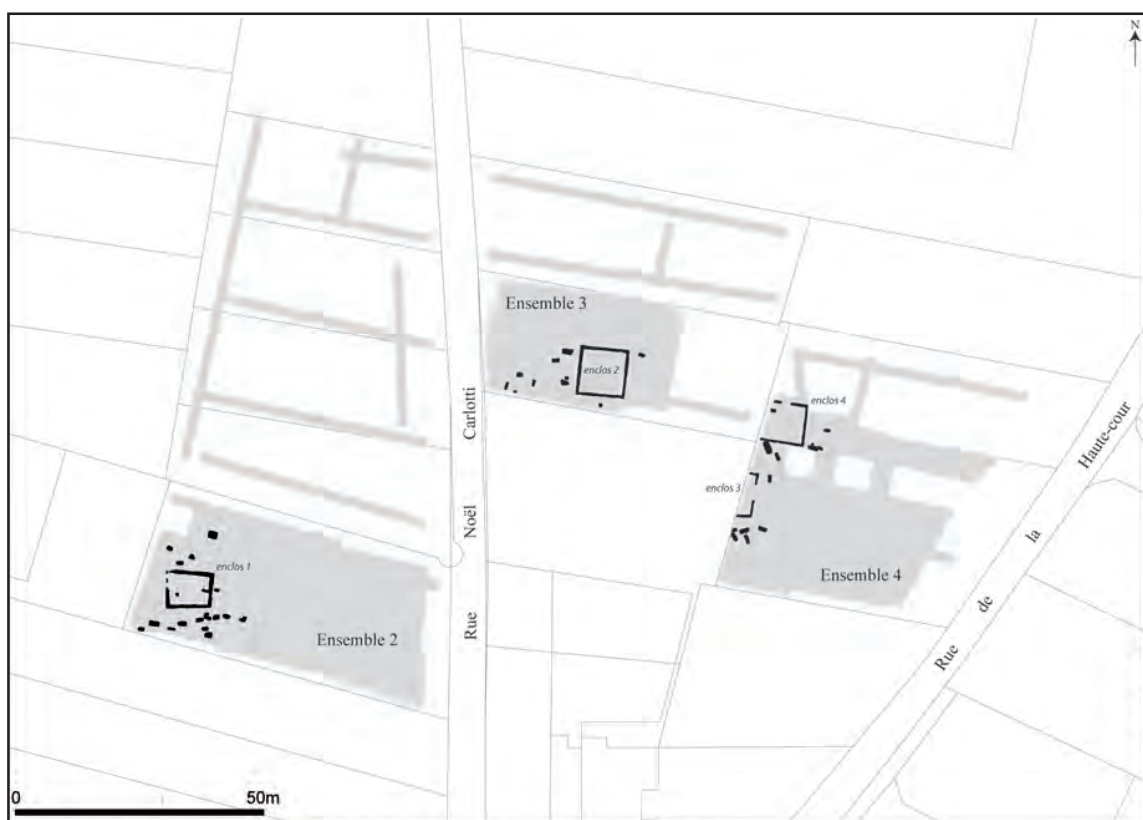 N
Ensemble 3
enclos 2
enclos 4
enclos 3
Ensemble 4
enclos 1
Ensemble 2
Rue Noël Carlotti
Rue de la Haute-cour
0 50m